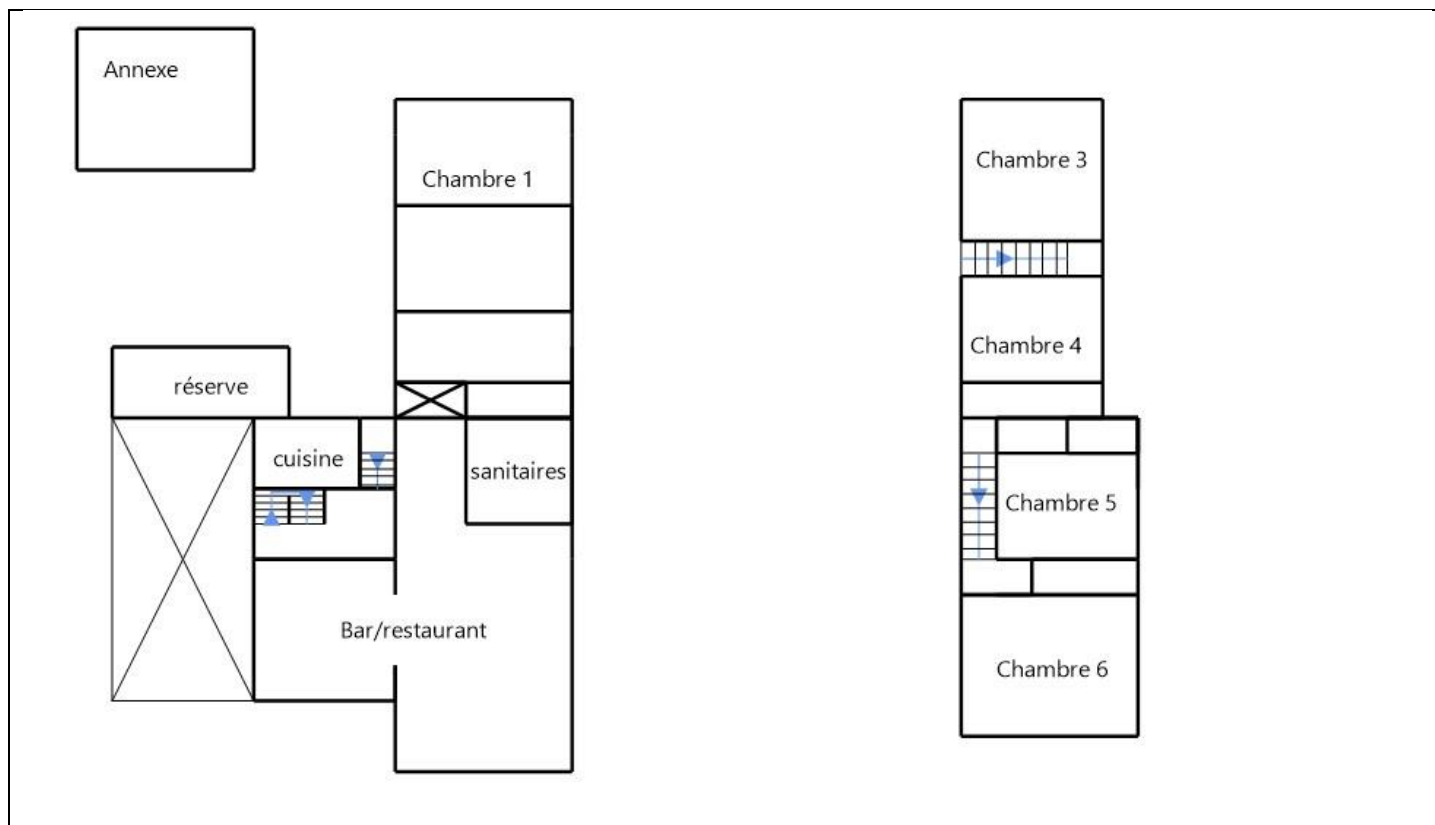 Annexe
Chambre 1
réserve
cuisine
sanitaires
Bar/restaurant
Chambre 3
Chambre 4
Chambre 5
Chambre 6